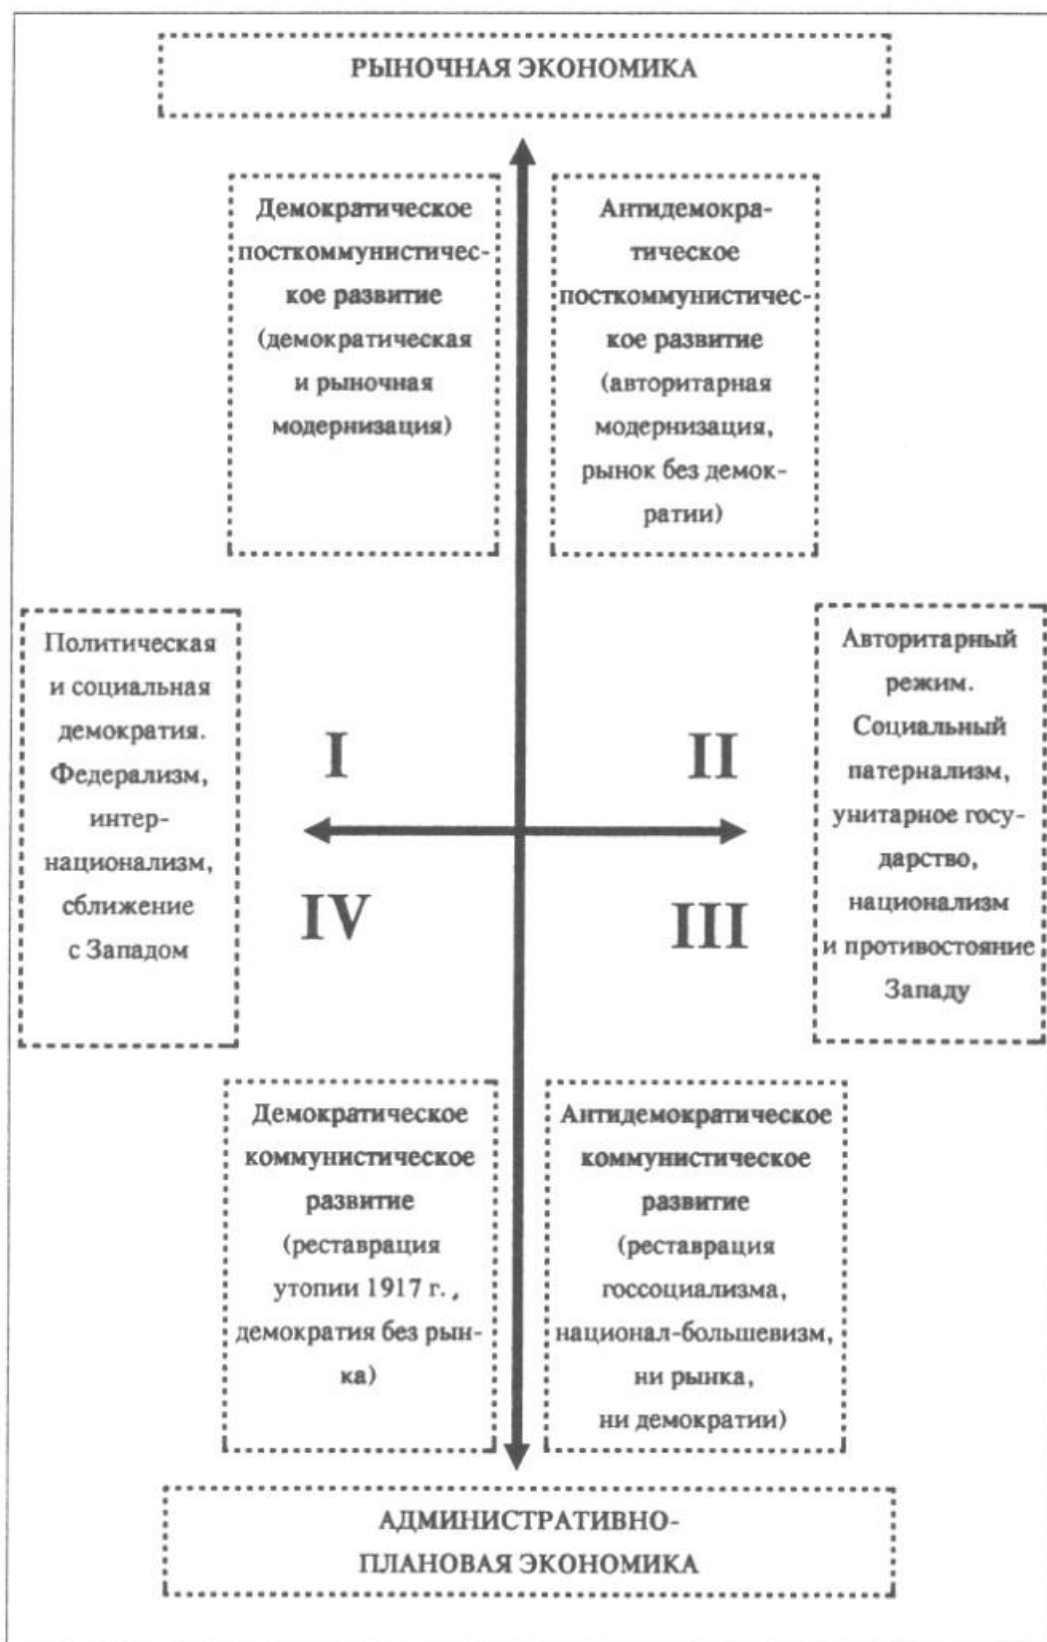 РЫНОЧНАЯ ЭКОНОМИКА
Демократическое
посткоммунистичес-
кое развитие
(демократическая
и рыночная
модернизация)
Антидемокра-
тическое
посткоммунистичес-
кое развитие
(авторитарная
модернизация,
рынок без демок-
ратии)
Политическая
и социальная
демократия.
Федерализм,
интер-
национализм,
сближение
с Западом
I
II
IV
III
Авторитарный
режим.
Социальный
патернализм,
унитарное госу-
дарство,
национализм
и противостояние
Западу
Демократическое
коммунистическое
развитие
(реставрация
утопии 1917 г.,
демократия без рын-
ка)
Антидемократическое
коммунистическое
развитие
(реставрация
госсоциализма,
национал-большевизм,
ни рынка,
ни демократии)
АДМИНИСТРАТИВНО-
ПЛАНОВАЯ ЭКОНОМИКА